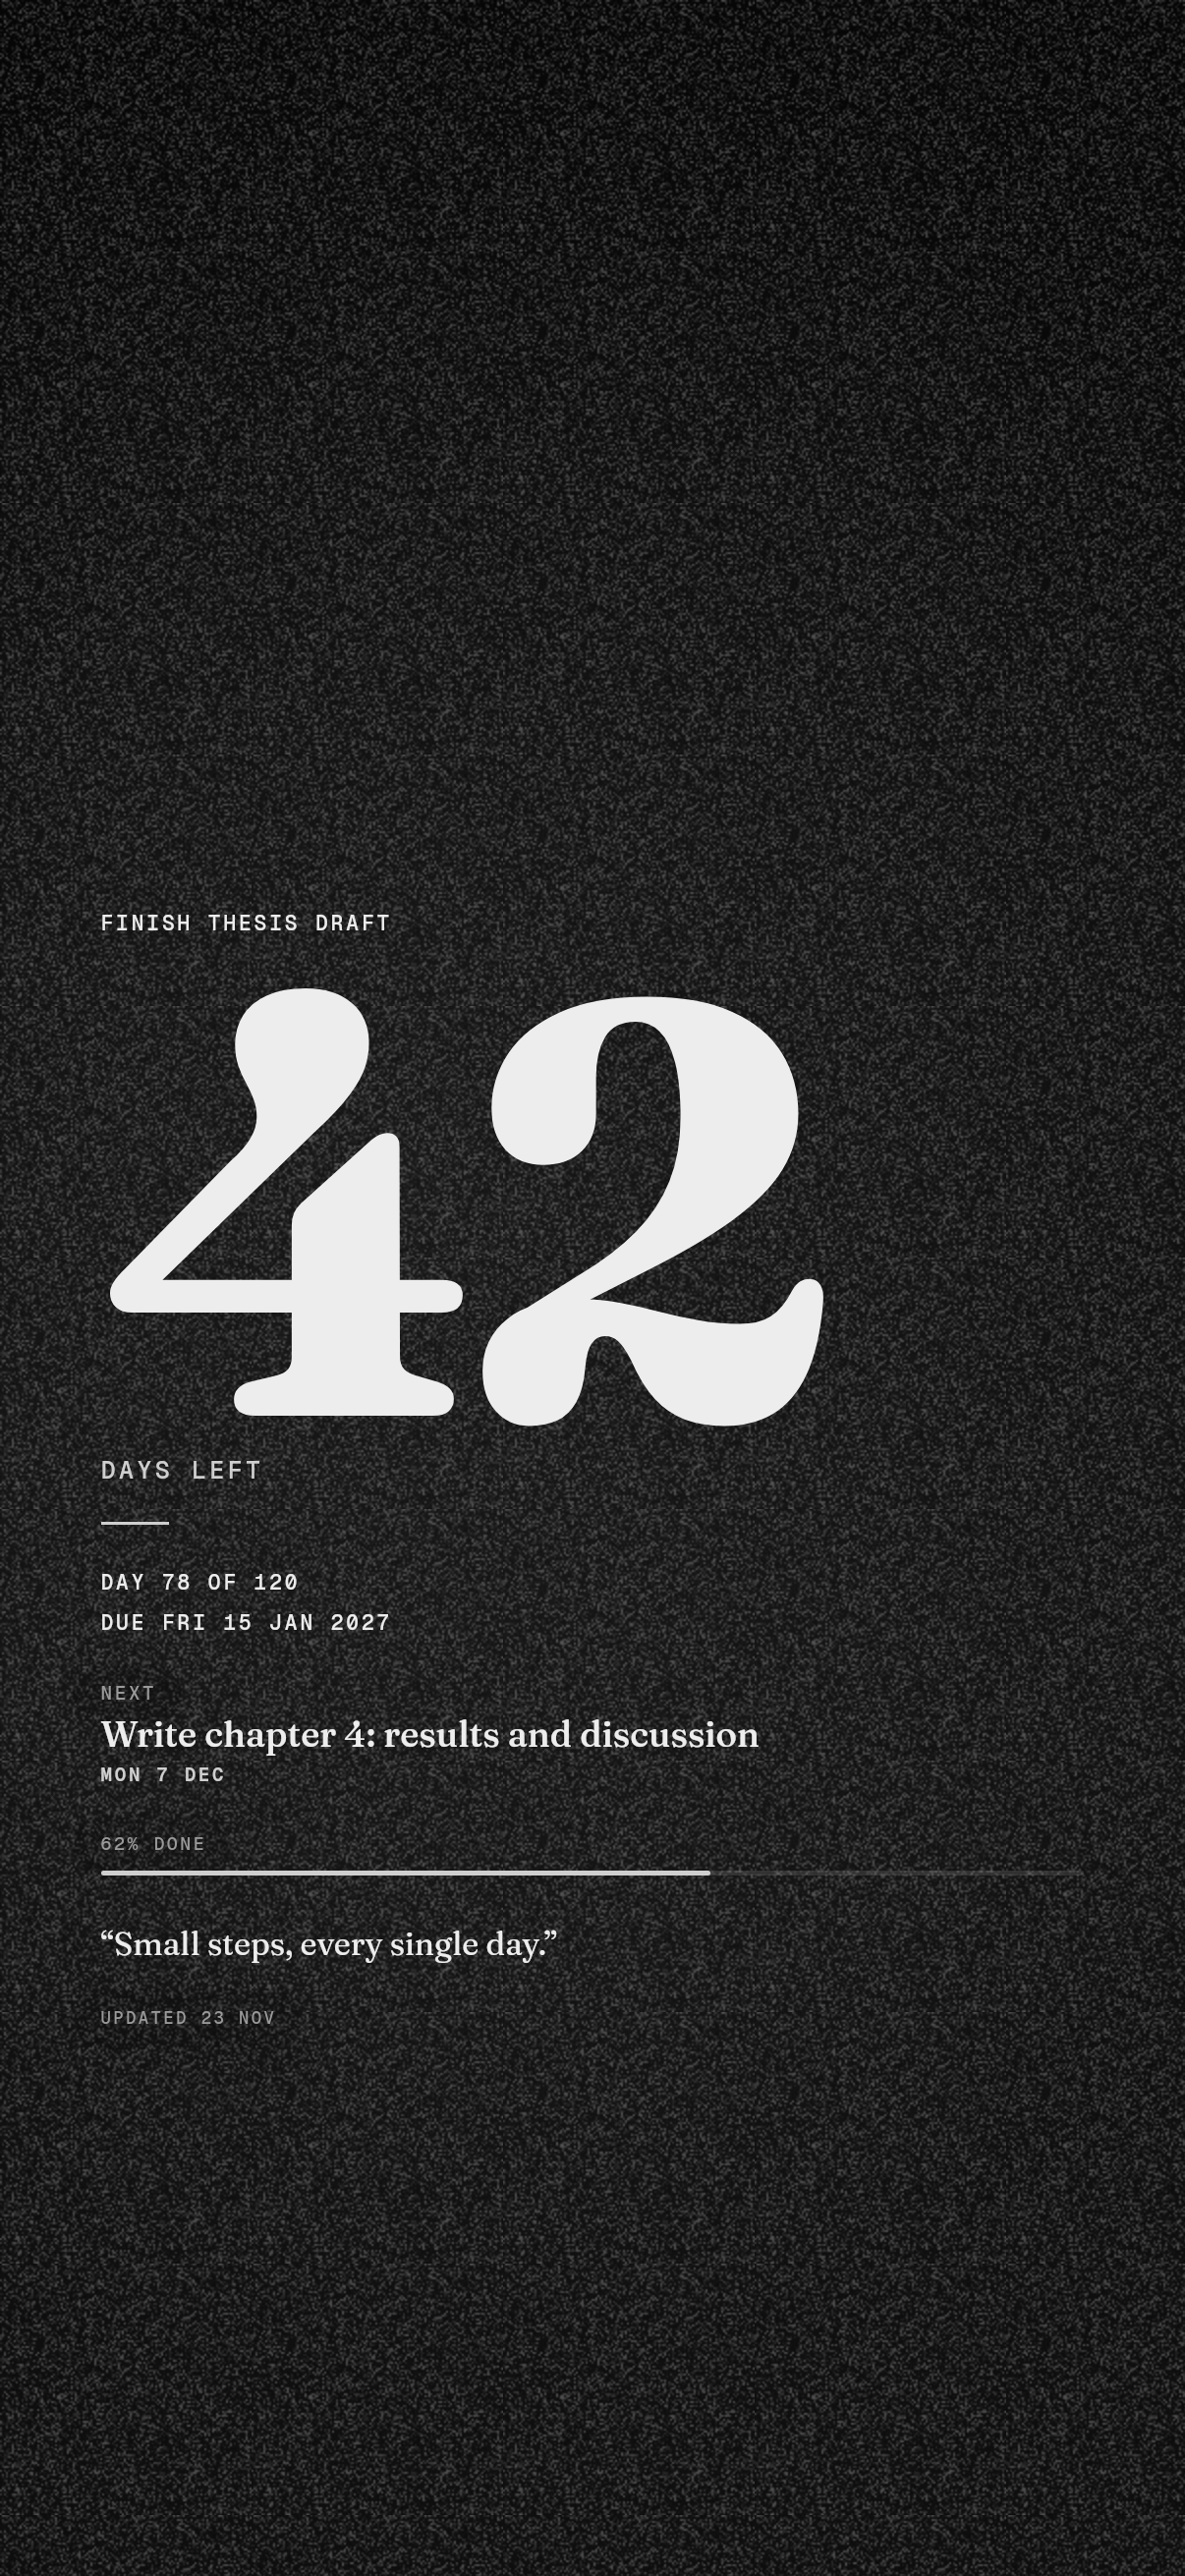 FINISH THESIS DRAFT
42
DAYS LEFT
DAY 78 OF 120
DUE FRI 15 JAN 2027
NEXT
Write chapter 4: results and discussion
MON 7 DEC
62% DONE
“Small steps, every single day.”
UPDATED 23 NOV